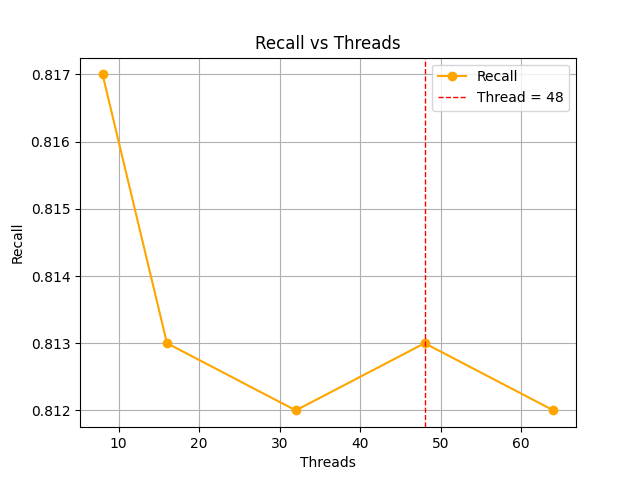 Recall vs Threads
Recall
Thread = 48
0.817
0.816
0.815
0.814
0.813
0.812
Recall
10 20 30 40 50 60
Threads